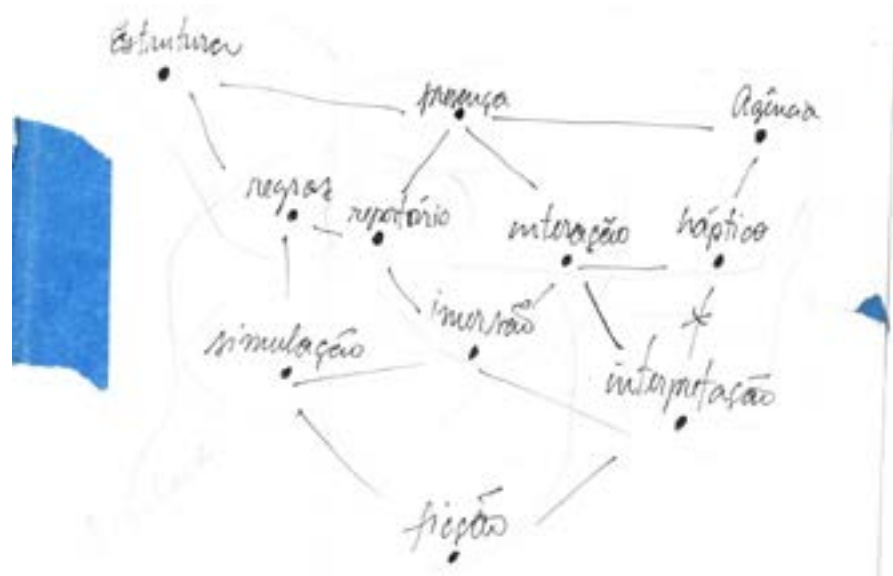 Estrutura
presença
Agência
regras
repertório
interação
háptico
imersão
simulação
interpretação
ficção